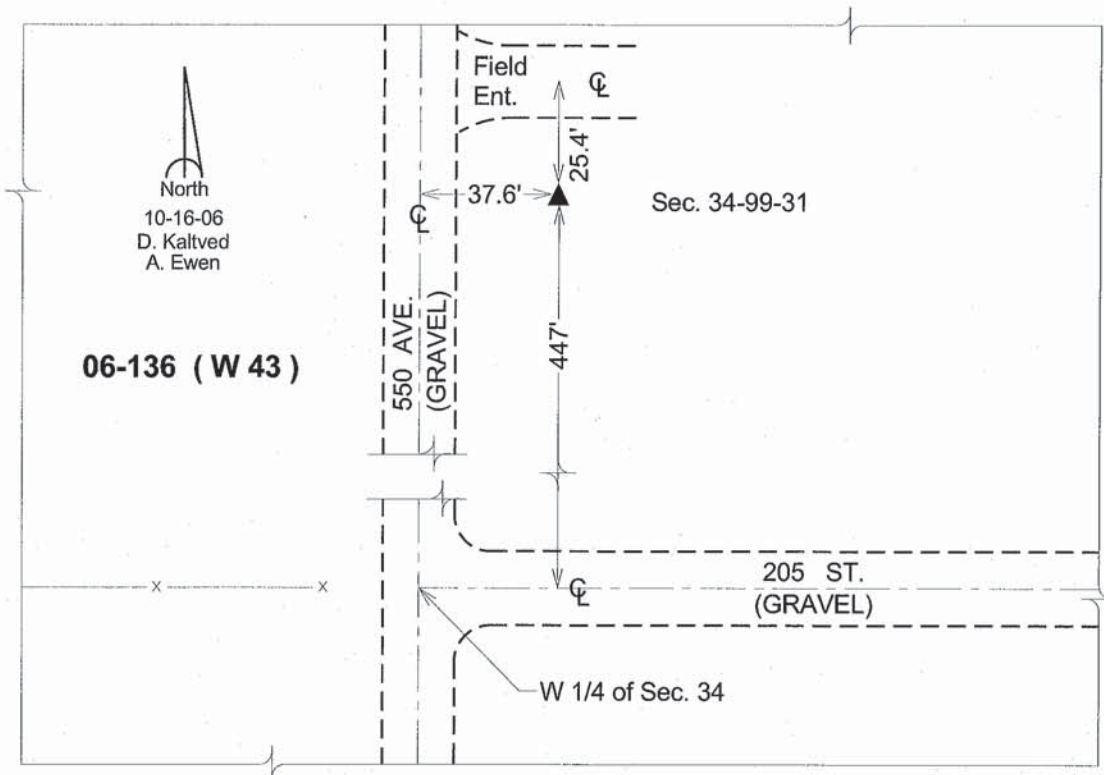 Field
Ent.
℄
25.4'
North
10-16-06
D. Kaltved
A. Ewen
37.6'
℄
Sec. 34-99-31
06-136 ( W 43 )
550 AVE.
(GRAVEL)
447'
x
x
℄
205 ST.
(GRAVEL)
W 1/4 of Sec. 34